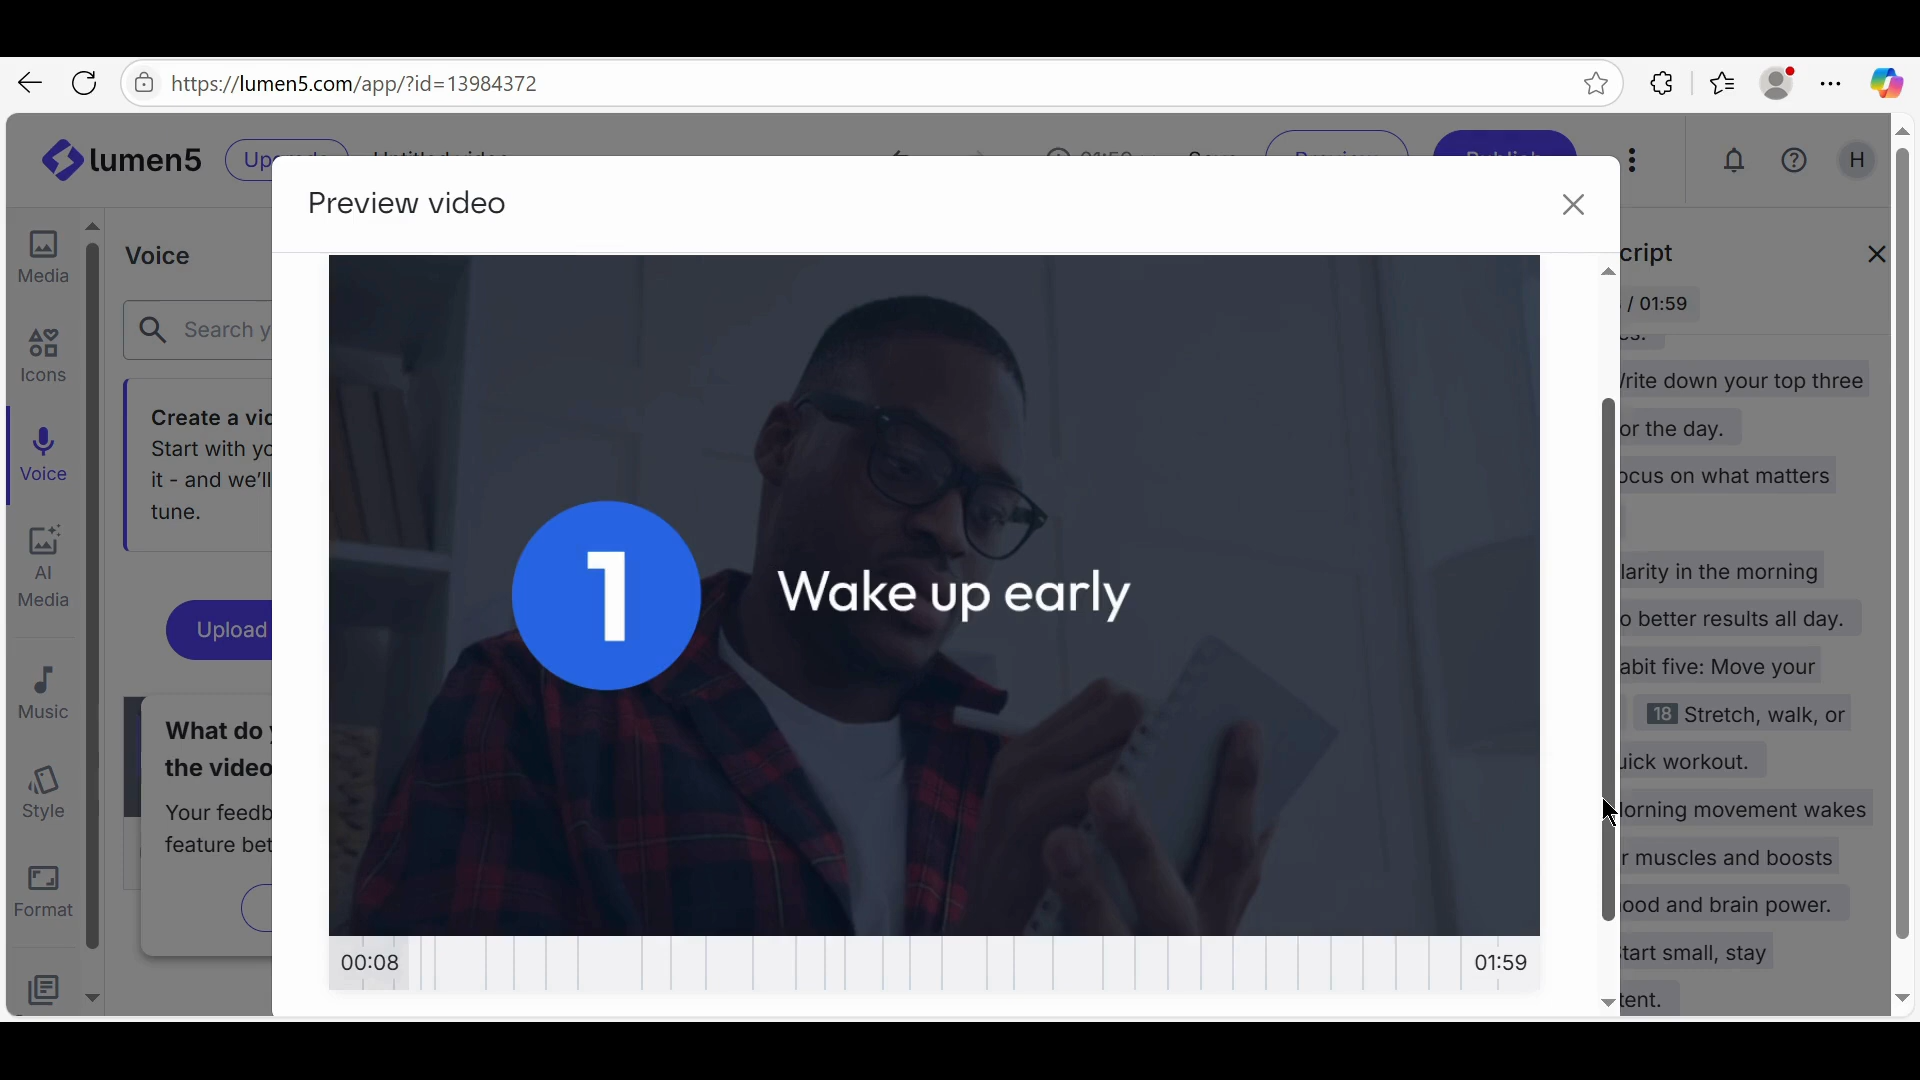 https://lumen5.com/app/?id=13984372
lumen5
Preview video
H
Media
Icons
Voice
AI
Media
Music
Style
Format
Voice
Search y
Create a vid
Start with yo
it - and we'll
tune.
Upload
What do y
the video
Your feedb
feature bet
1
Wake up early
00:08
01:59
cript
/ 01:59
rite down your top three
or the day.
ocus on what matters
larity in the morning
o better results all day.
abit five: Move your
18 Stretch, walk, or
uick workout.
orning movement wakes
r muscles and boosts
ood and brain power.
tart small, stay
tent.